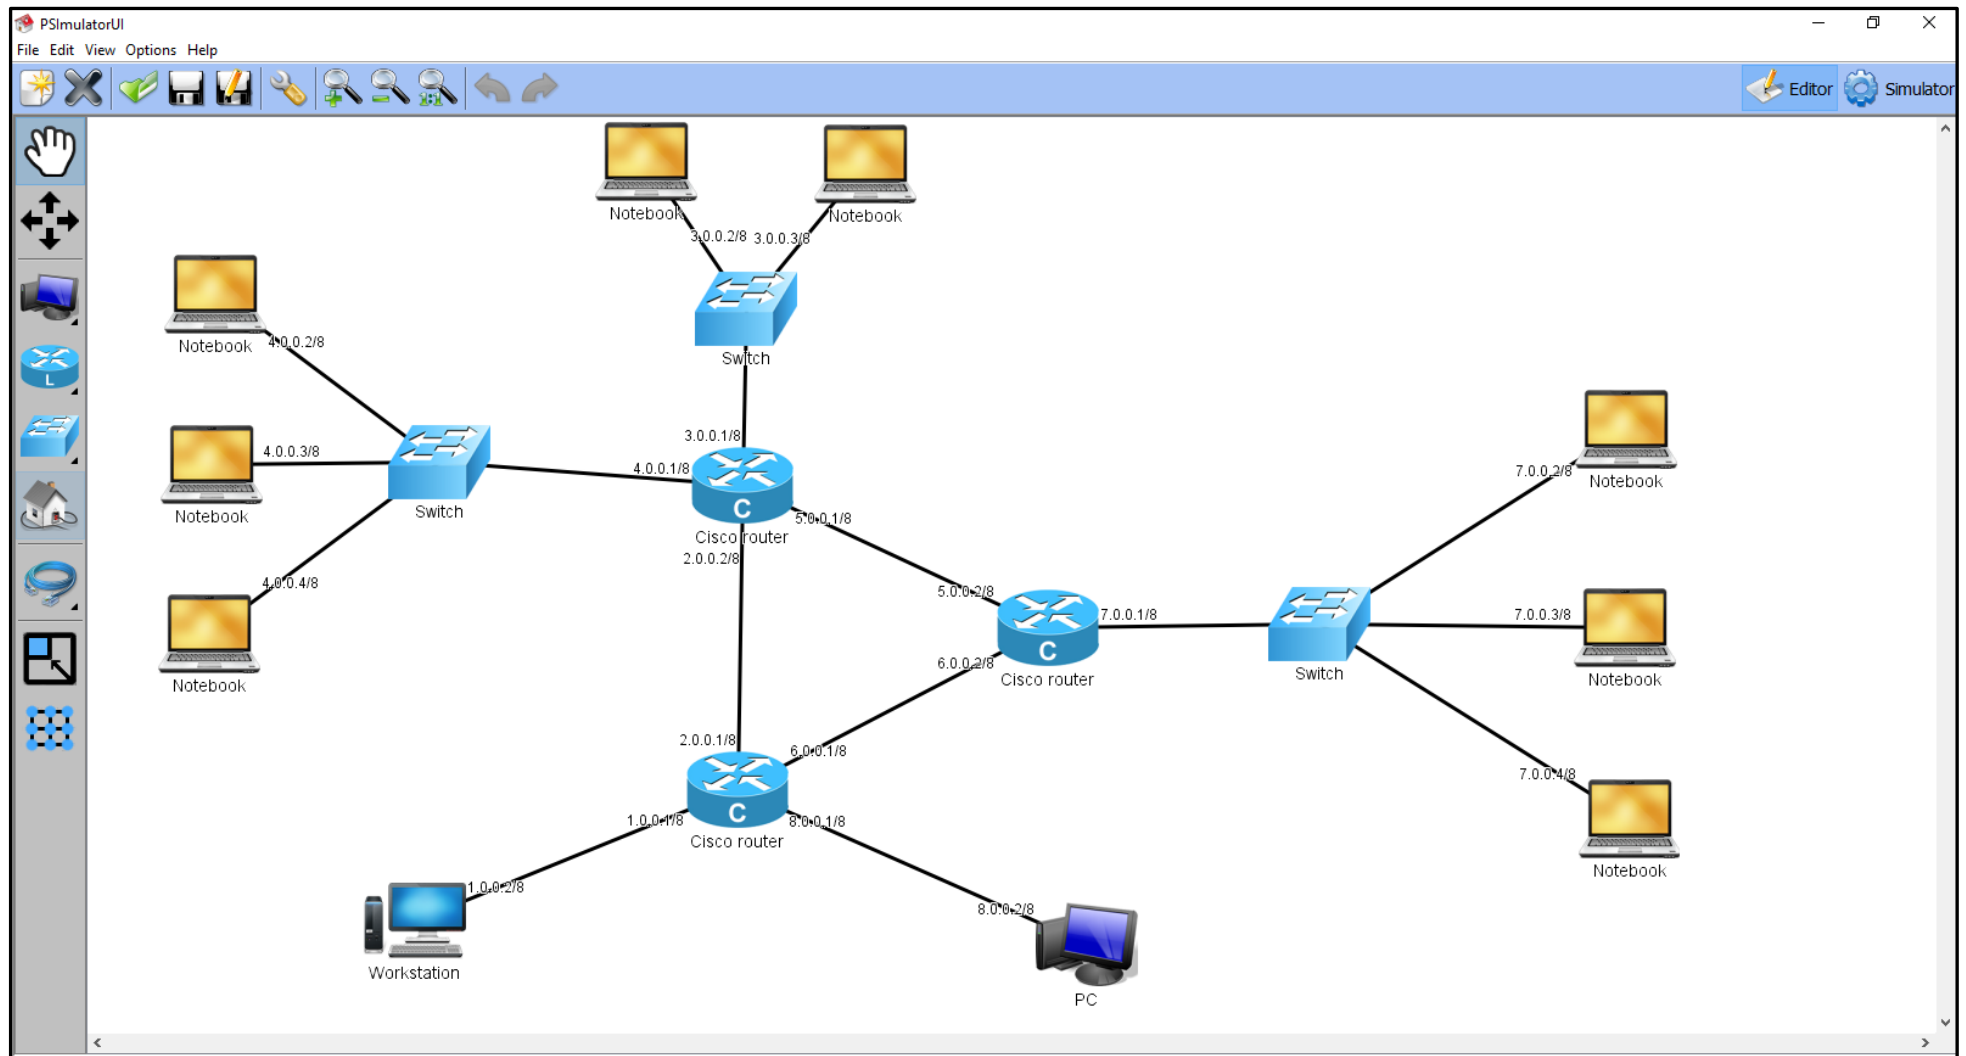 PSImulatorUI
File Edit View Options Help
1:1
Editor
Simulator
L
Notebook
Notebook
3.0.0.2/8
3.0.0.3/8
Switch
Notebook
4.0.0.2/8
3.0.0.1/8
4.0.0.3/8
4.0.0.1/8
C
Notebook
Switch
5.0.0.1/8
Cisco router
2.0.0.2/8
4.0.0.4/8
Notebook
7.0.0.2/8
Notebook
5.0.0.2/8
7.0.0.1/8
7.0.0.3/8
C
6.0.0.2/8
Cisco router
Switch
Notebook
2.0.0.1/8
6.0.0.1/8
7.0.0.4/8
C
1.0.0.1/8
8.0.0.1/8
Cisco router
Notebook
1.0.0.2/8
8.0.0.2/8
Workstation
PC